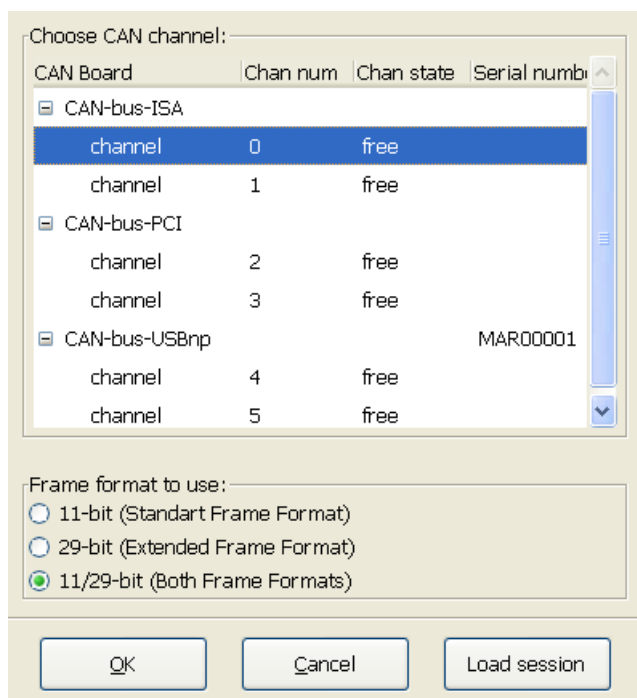 Choose CAN channel:
CAN Board Chan num Chan state Serial numb
CAN-bus-ISA
channel 0 free
channel 1 free
CAN-bus-PCI
channel 2 free
channel 3 free
CAN-bus-USBnp MAR00001
channel 4 free
channel 5 free
Frame format to use:
11-bit (Standart Frame Format)
29-bit (Extended Frame Format)
11/29-bit (Both Frame Formats)
OK Cancel Load session